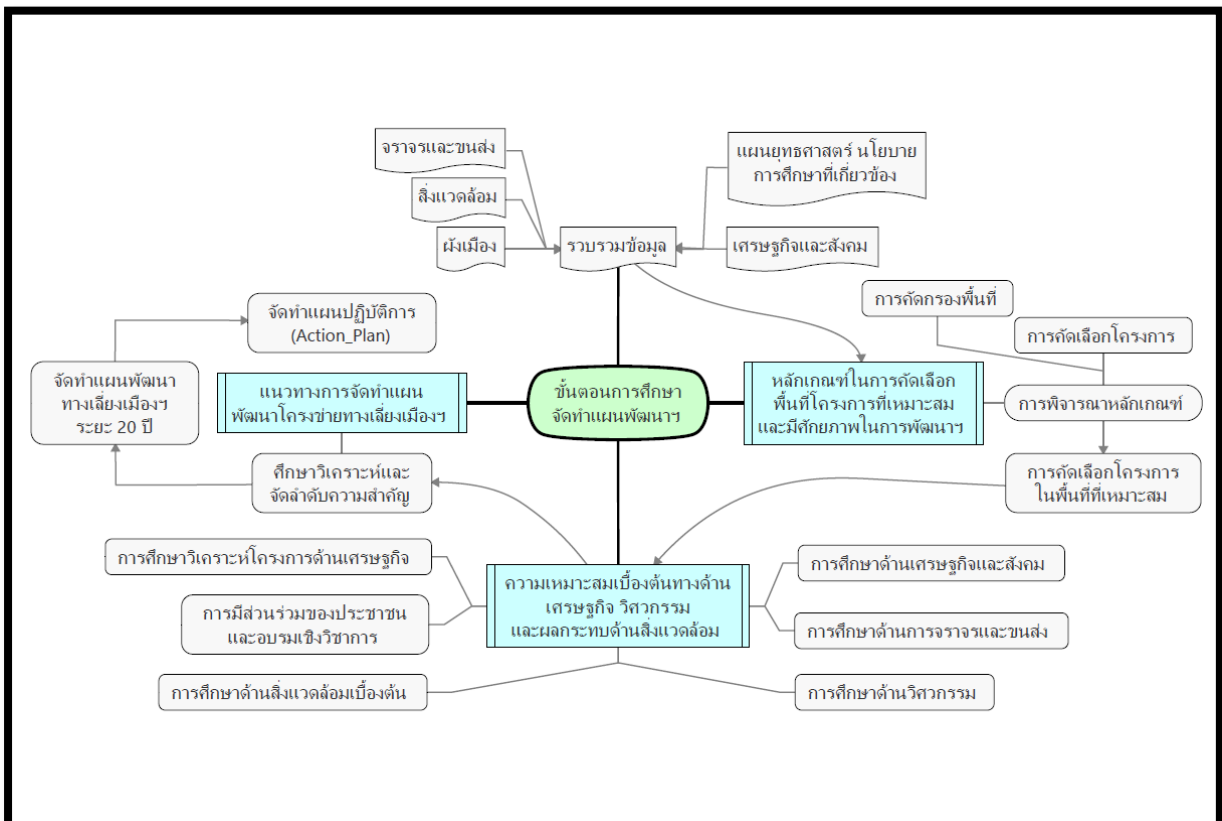 จราจรและขนส่ง
แผนยุทธศาสตร์ นโยบาย
การศึกษาที่เกี่ยวข้อง
สิ่งแวดล้อม
ผังเมือง
รวบรวมข้อมูล
เศรษฐกิจและสังคม
การคัดกรองพื้นที่
จัดทำแผนปฏิบัติการ
(Action_Plan)
การคัดเลือกโครงการ
จัดทำแผนพัฒนา
ทางเลี่ยงเมืองฯ
ระยะ 20 ปี
แนวทางการจัดทำแผน
พัฒนาโครงข่ายทางเลี่ยงเมืองฯ
ขั้นตอนการศึกษา
จัดทำแผนพัฒนาฯ
หลักเกณฑ์ในการคัดเลือก
พื้นที่โครงการที่เหมาะสม
และมีศักยภาพในการพัฒนาฯ
การพิจารณาหลักเกณฑ์
ศึกษาวิเคราะห์และ
จัดลำดับความสำคัญ
การคัดเลือกโครงการ
ในพื้นที่ที่เหมาะสม
การศึกษาวิเคราะห์โครงการด้านเศรษฐกิจ
ความเหมาะสมเบื้องต้นทางด้าน
เศรษฐกิจ วิศวกรรม
และผลกระทบด้านสิ่งแวดล้อม
การศึกษาด้านเศรษฐกิจและสังคม
การมีส่วนร่วมของประชาชน
และอบรมเชิงวิชาการ
การศึกษาด้านการจราจรและขนส่ง
การศึกษาด้านสิ่งแวดล้อมเบื้องต้น
การศึกษาด้านวิศวกรรม